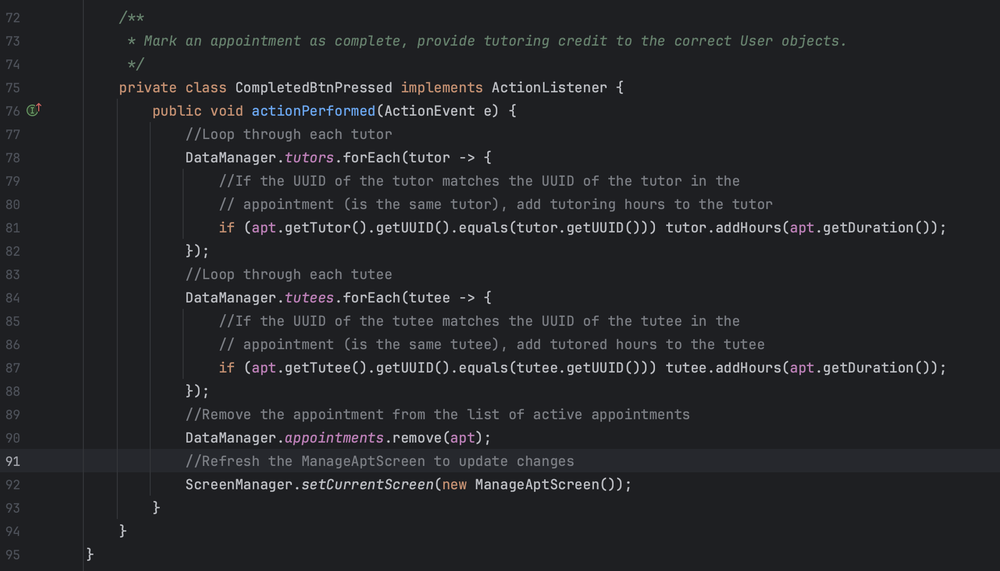 72 /**
73 * Mark an appointment as complete, provide tutoring credit to the correct User objects.
74 */
75 private class CompletedBtnPressed implements ActionListener {
76 public void actionPerformed(ActionEvent e) {
77 //Loop through each tutor
78 DataManager.tutors.forEach(tutor -> {
79 //If the UUID of the tutor matches the UUID of the tutor in the
80 // appointment (is the same tutor), add tutoring hours to the tutor
81 if (apt.getTutor().getUUID().equals(tutor.getUUID())) tutor.addHours(apt.getDuration());
82 });
83 //Loop through each tutee
84 DataManager.tutees.forEach(tutee -> {
85 //If the UUID of the tutee matches the UUID of the tutee in the
86 // appointment (is the same tutee), add tutored hours to the tutee
87 if (apt.getTutee().getUUID().equals(tutee.getUUID())) tutee.addHours(apt.getDuration());
88 });
89 //Remove the appointment from the list of active appointments
90 DataManager.appointments.remove(apt);
91 //Refresh the ManageAptScreen to update changes
92 ScreenManager.setCurrentScreen(new ManageAptScreen());
93 }
94 }
95 }